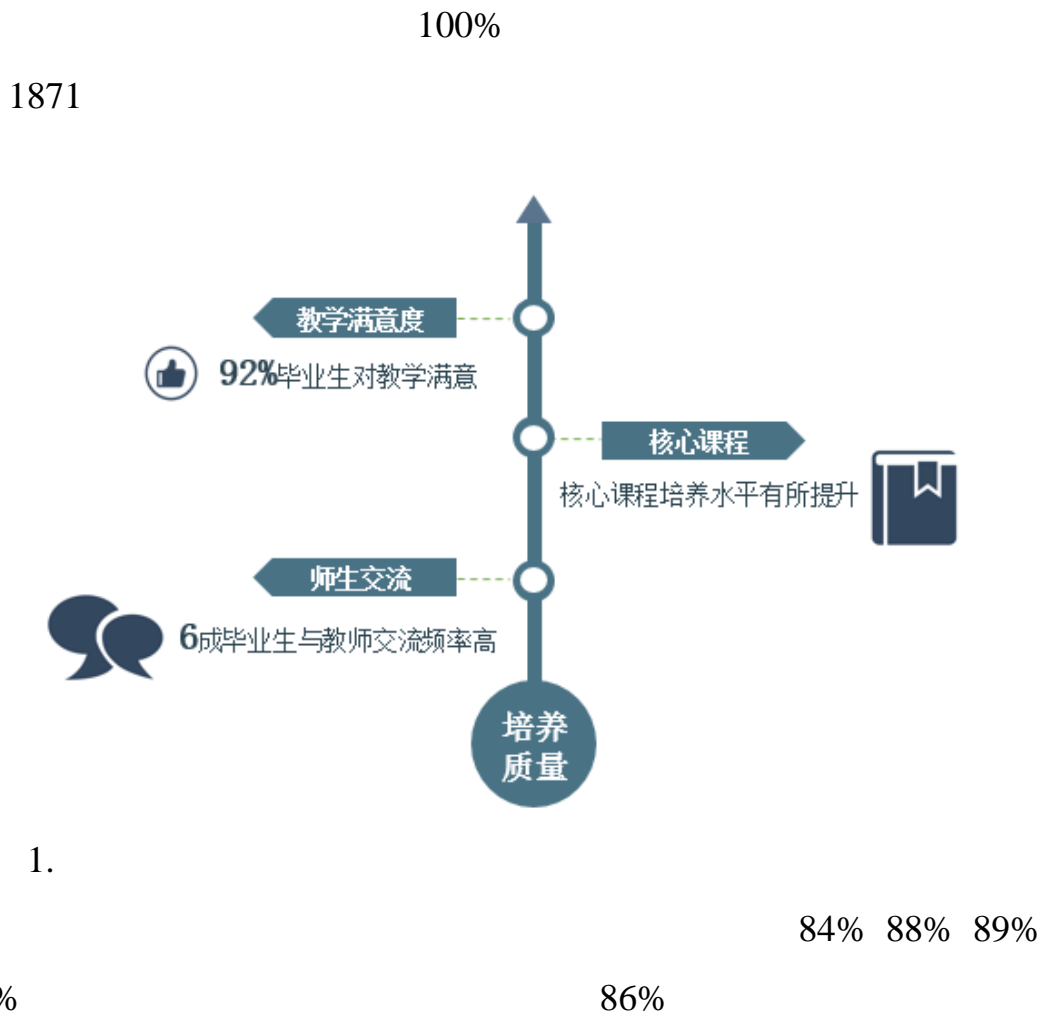 100%
1871
教学满意度
92%毕业生对教学满意
核心课程
核心课程培养水平有所提升
师生交流
6成毕业生与教师交流频率高
培养
质量
1.
84% 88% 89%
% 86%